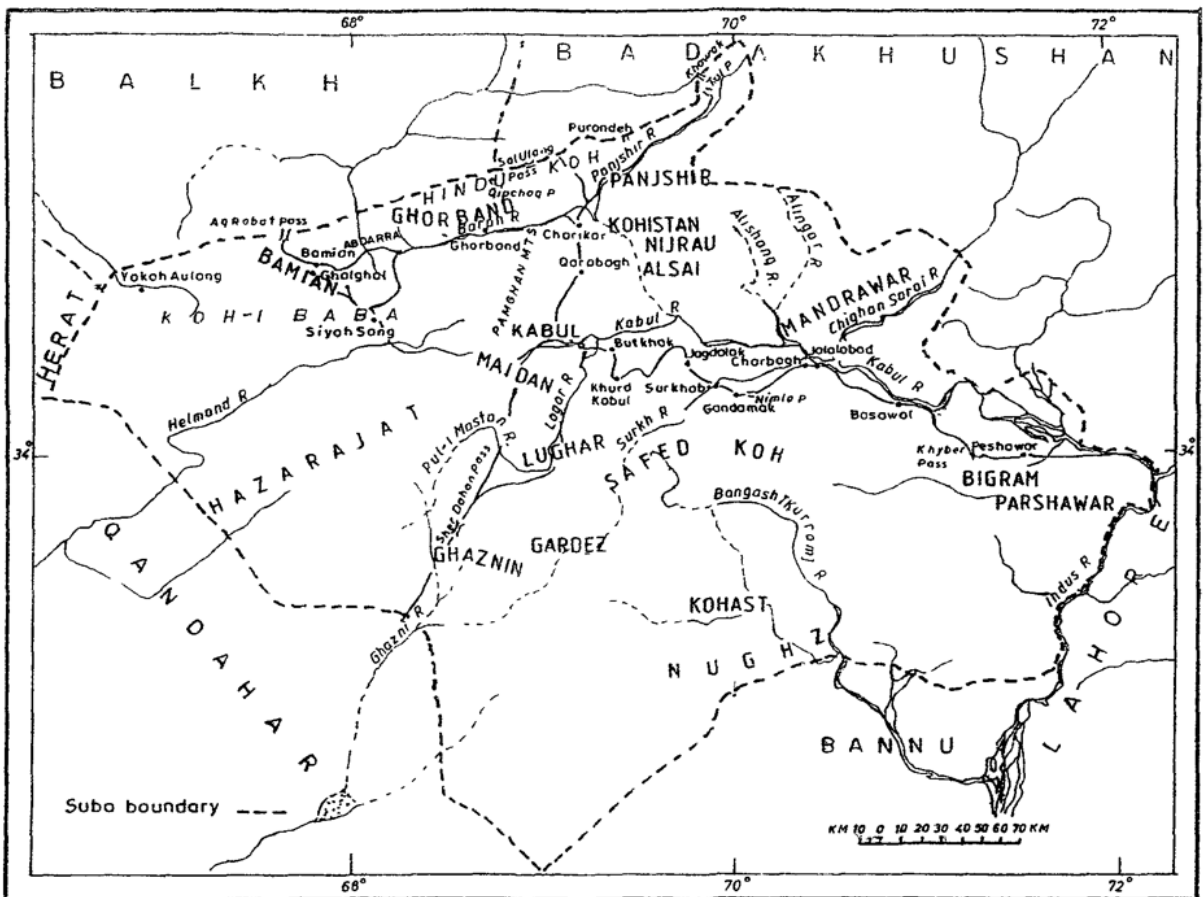 68°
70°
72°
BALKH
BADAKHUSHAN
Khawak
Tul P
Purondeh
Salulang
Pass
HINDU KOH
Panjshir R
Qipchaq P
PANJSHIR
GHORBAND
Baran R
AqRobat Pass
ABDARRA
Ghorband
Charikar
KOHISTAN
NIJRAU
ALSAI
Alishang R.
Alingar R
Bamian
Ghalghal
BAMIAN
Qarabagh
PAMGHAN MTS
MANDRAWAR
Chighan Sarai R
Yakah Aulang
HERAT
KOH-I BABA
Siyah Sang
KABUL
Kabul R
Butkhak
Jagdalak
Charbagh
Jalalabad
Kabul R
MAIDAN
Khurd
Kabul
Surkhab
Gandamak
Nimla P
Basawal
Logar R
Helmand R
Pul-i Mastan R.
LUGHAR
Surkh R
SAFED KOH
34°
34°
Khyber
Pass
Peshawar
BIGRAM
PARSHAWAR
HAZARAJAT
Sher Dahan Pass
Bangash (Kurram) R
GHAZNIN
GARDEZ
QANDAHAR
KOHAST
Indus R
Ghazni R
NUGHZ
LAHORE
BANNU
Suba boundary
KM 10 0 10 20 30 40 50 60 70 KM
68°
70°
72°